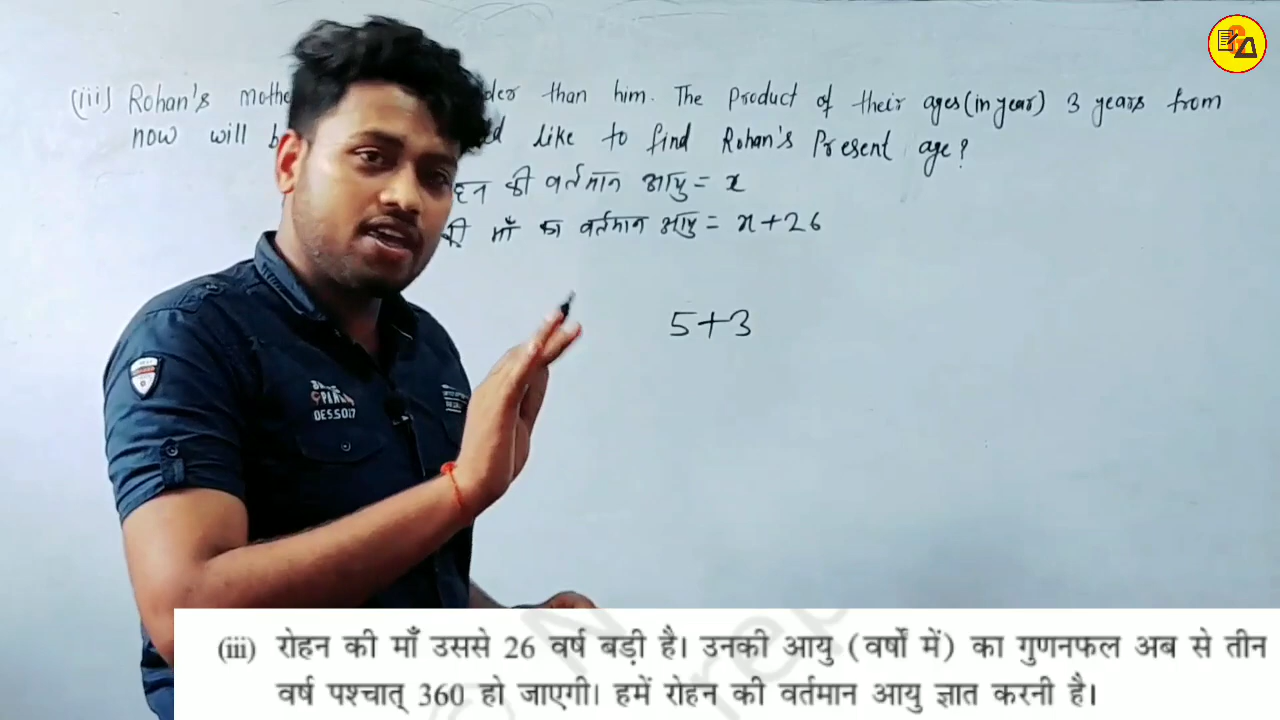 (iii) Rohan's than him. The Product of their ages(in year) 3 years from
now will like to find Rohan's Present age?
की वर्तमान आयु = x
माँ का वर्तमान आयु = x+26
5+3
DES5017
(iii) रोहन की माँ उससे 26 वर्ष बड़ी है। उनकी आयु (वर्षों में) का गुणनफल अब से तीन
वर्ष पश्चात् 360 हो जाएगी। हमें रोहन की वर्तमान आयु ज्ञात करनी है।